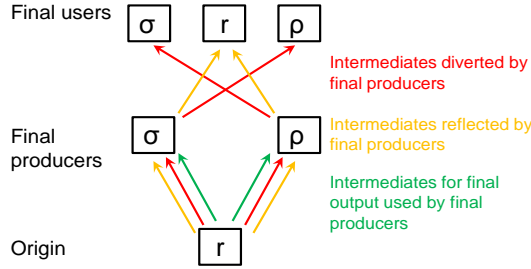 Final users
σ r ρ
Intermediates diverted by
final producers
Final
producers
σ ρ
Intermediates reflected by
final producers
Intermediates for final
output used by final
producers
Origin
r